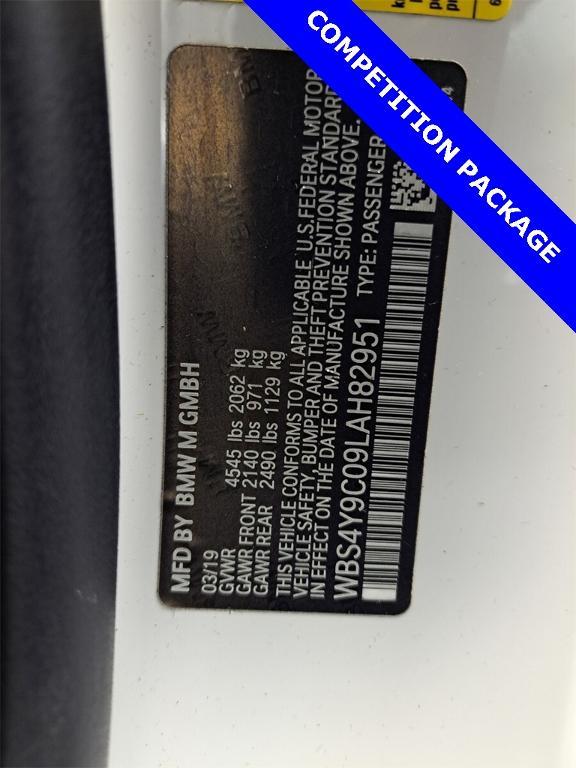 COMPETITION PACKAGE
MFD BY BMW M GMBH
03/19
GVWR 4545 lbs 2062 kg
GAWR FRONT 2140 lbs 971 kg
GAWR REAR 2490 lbs 1129 kg
THIS VEHICLE CONFORMS TO ALL APPLICABLE U.S.FEDERAL MOTOR
VEHICLE SAFETY, BUMPER AND THEFT PREVENTION STANDARD
IN EFFECT ON THE DATE OF MANUFACTURE SHOWN ABOVE.
WBS4Y9C09LAH82951 TYPE: PASSENGER